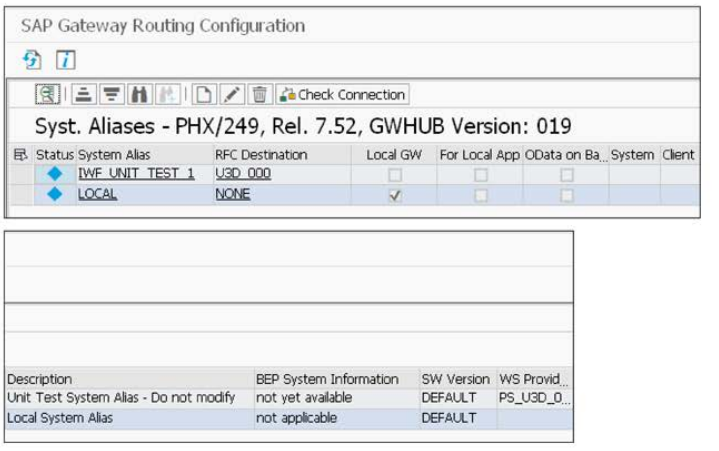 SAP Gateway Routing Configuration
Check Connection
Syst. Aliases - PHX/249, Rel. 7.52, GWHUB Version: 019
Status System Alias RFC Destination Local GW For Local App OData on Ba... System Client
IWF_UNIT_TEST_1 U3D_000
LOCAL NONE
Description BEP System Information SW Version WS Provid...
Unit Test System Alias - Do not modify not yet available DEFAULT PS_U3D_0...
Local System Alias not applicable DEFAULT